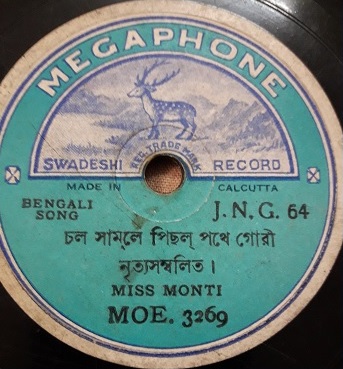 MEGAPHONE
REG. TRADE MARK
SWADESHI RECORD
MADE IN CALCUTTA
BENGALI SONG
J.N.G. 64
চল সাম্‌লে পিছল্ পথে গোরী
নৃত্যসম্বলিত।
MISS MONTI
MOE. 3269